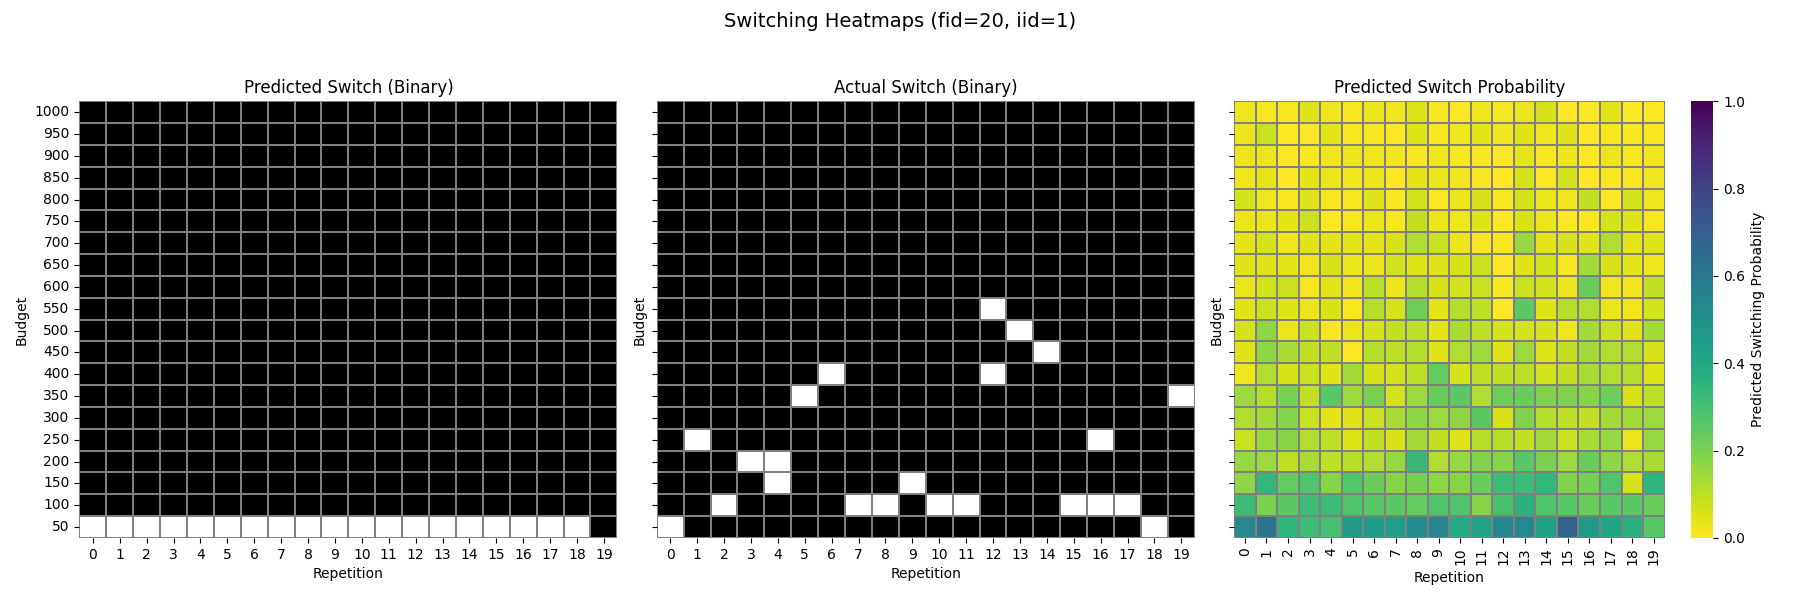 Switching Heatmaps (fid=20, iid=1)
Predicted Switch (Binary)
Budget
1000
950
900
850
800
750
700
650
600
550
500
450
400
350
300
250
200
150
100
50
0 1 2 3 4 5 6 7 8 9 10 11 12 13 14 15 16 17 18 19
Repetition
Actual Switch (Binary)
Budget
0 1 2 3 4 5 6 7 8 9 10 11 12 13 14 15 16 17 18 19
Repetition
Predicted Switch Probability
Budget
0 1 2 3 4 5 6 7 8 9 10 11 12 13 14 15 16 17 18 19
Repetition
1.0
0.8
0.6
0.4
0.2
0.0
Predicted Switching Probability